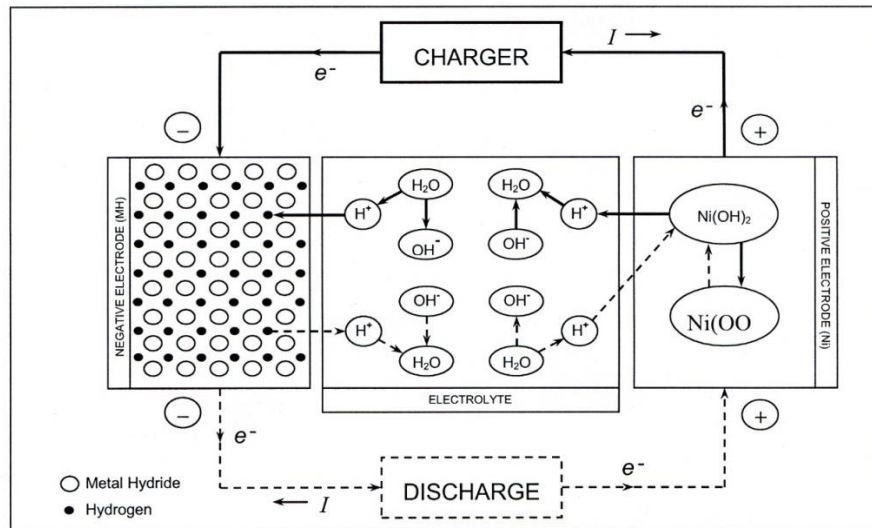 CHARGER
I
e⁻
e⁻
−
+
NEGATIVE ELECTRODE (MH)
H₂O
H⁺
OH⁻
H₂O
H⁺
OH⁻
Ni(OH)₂
POSITIVE ELECTRODE (Ni)
OH⁻
H⁺
H₂O
OH⁻
H⁺
H₂O
Ni(OO
ELECTROLYTE
−
+
e⁻
e⁻
I
DISCHARGE
Metal Hydride
Hydrogen